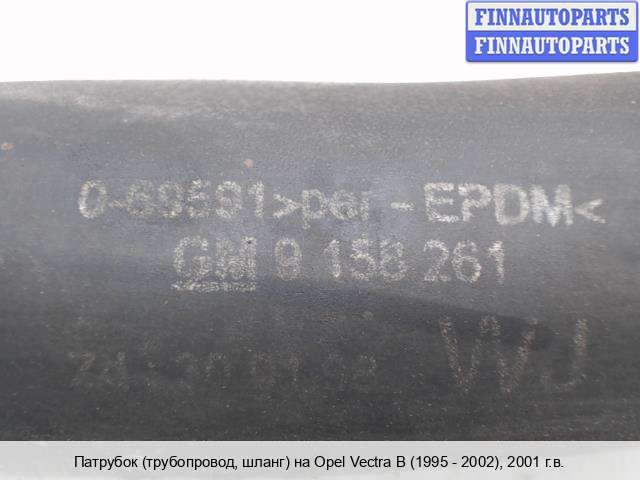 FINNAUTOPARTS
FINNAUTOPARTS
0-69591>per.-EPDM<
GM 9 158 261
VVJ
Патрубок (трубопровод, шланг) на Opel Vectra B (1995 - 2002), 2001 г.в.